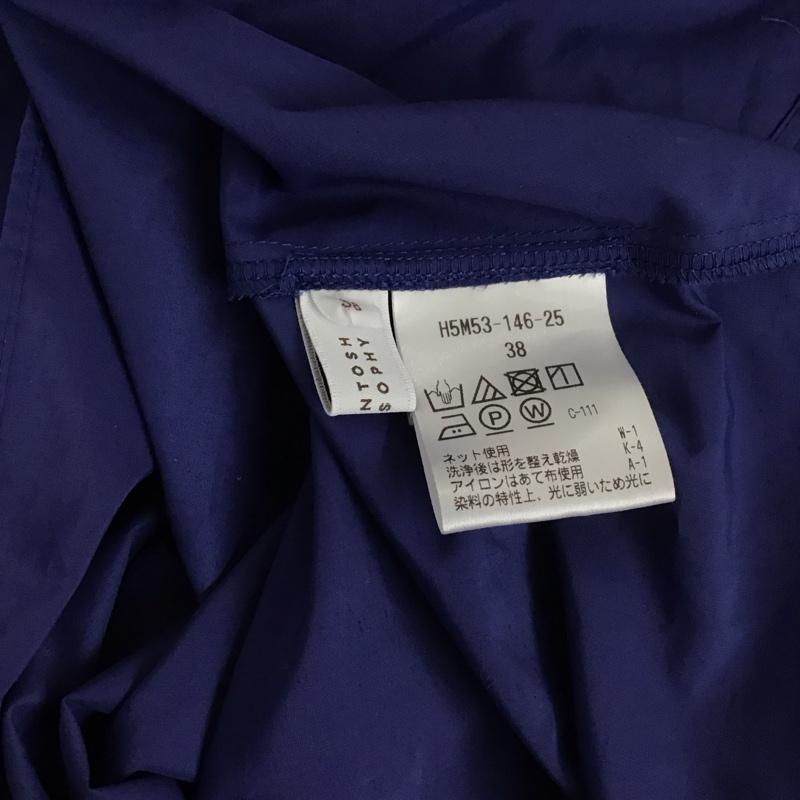 NTOSH
SOPHY
38
H5M53-146-25
38
C-111
W-1
K-4
A-1
ネット使用
洗浄後は形を整え乾燥
アイロンはあて布使用
染料の特性上、光に弱いため光に